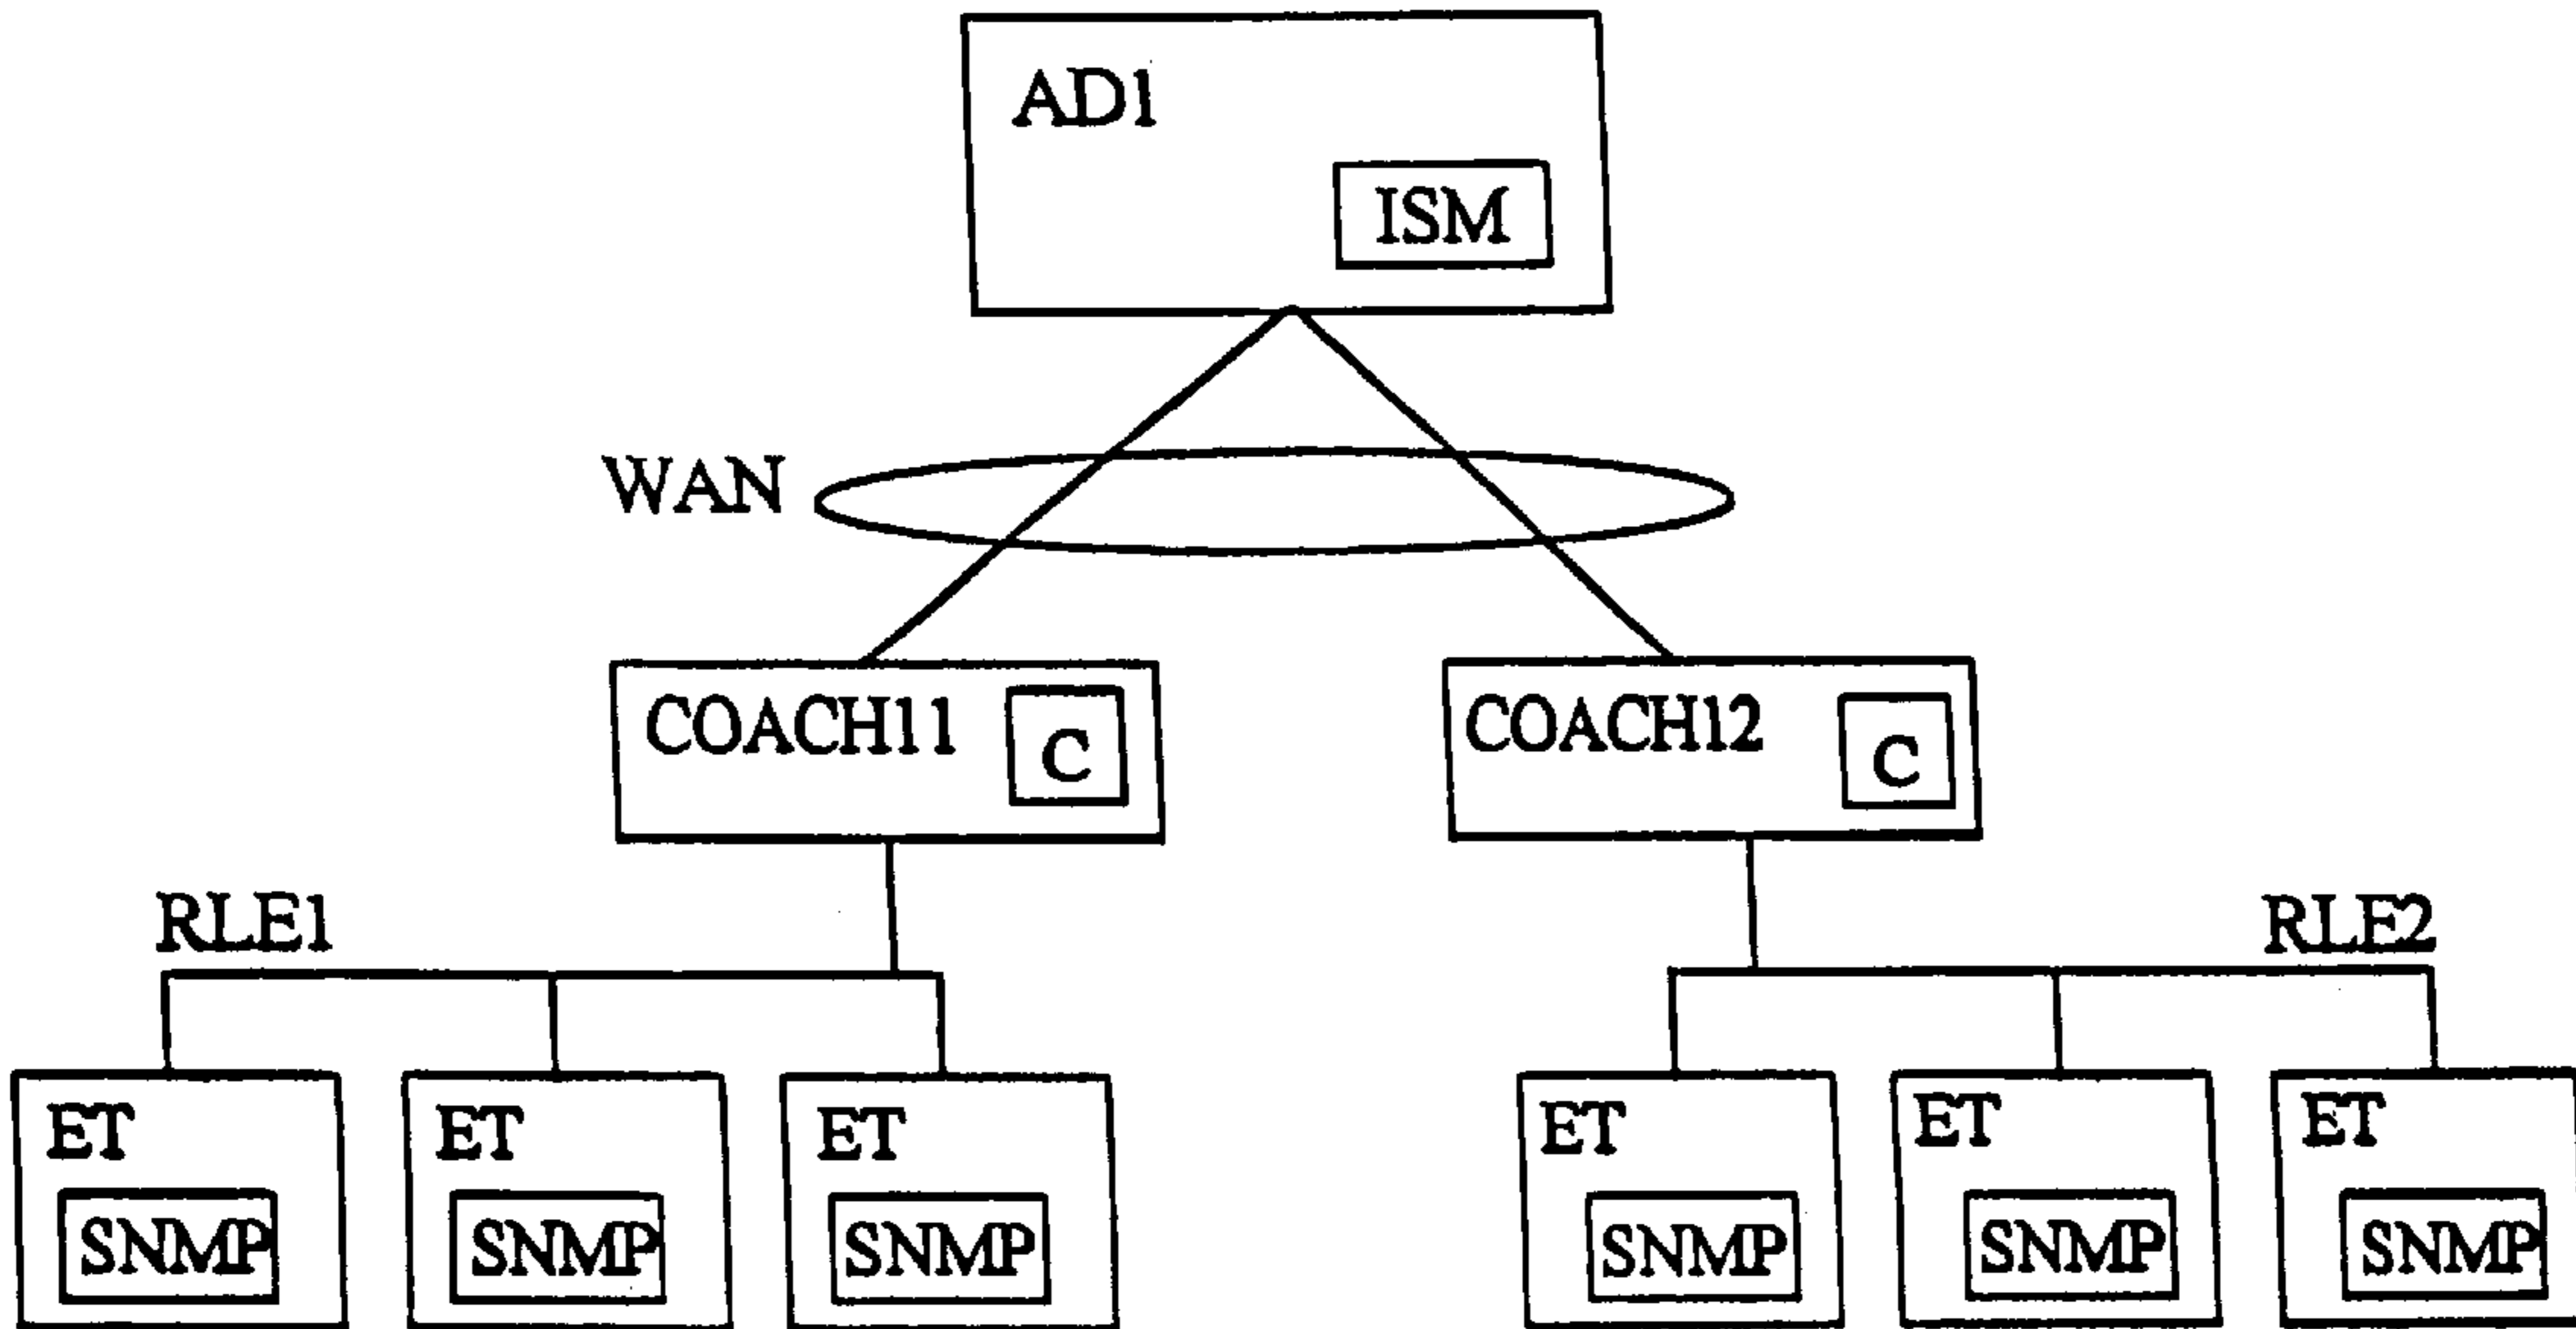 AD1
ISM
WAN
COACH11
C
COACH12
C
RLE1
RLE2
ET
ET
ET
ET
ET
ET
SNMP
SNMP
SNMP
SNMP
SNMP
SNMP